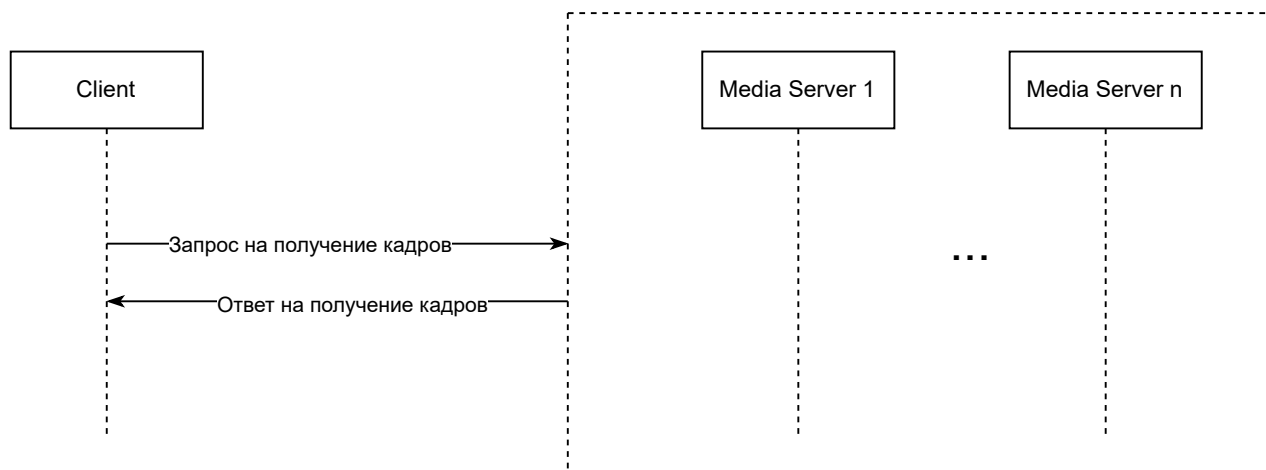 Client
Media Server 1
Media Server n
Запрос на получение кадров
...
Ответ на получение кадров